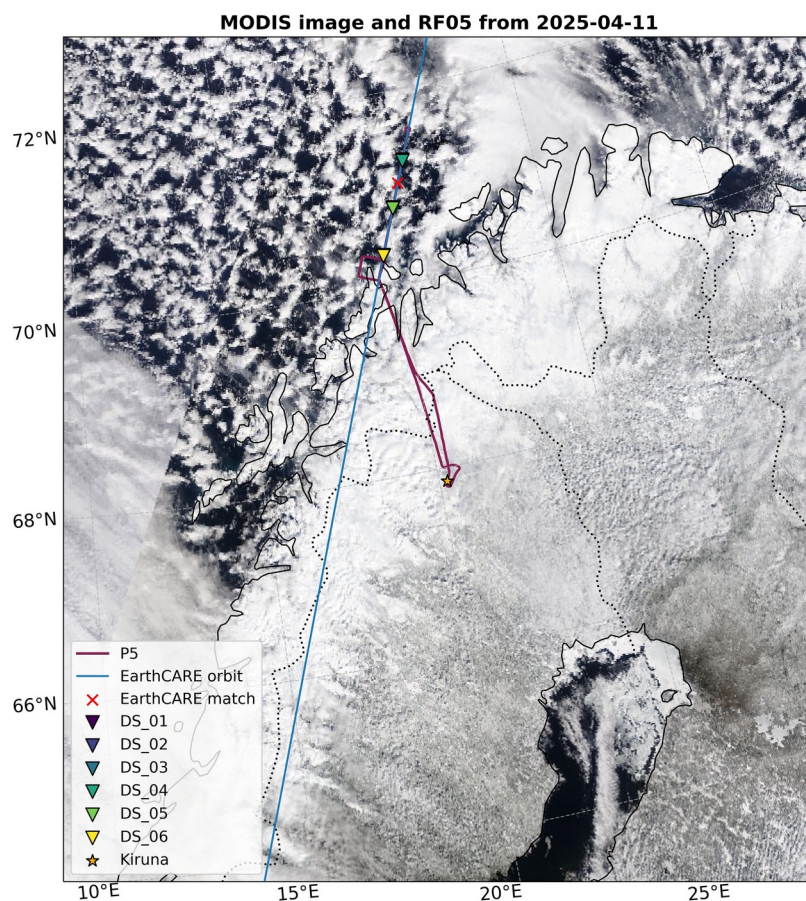 MODIS image and RF05 from 2025-04-11
72°N
70°N
68°N
66°N
P5
EarthCARE orbit
EarthCARE match
DS_01
DS_02
DS_03
DS_04
DS_05
DS_06
Kiruna
10°E
15°E
20°E
25°E